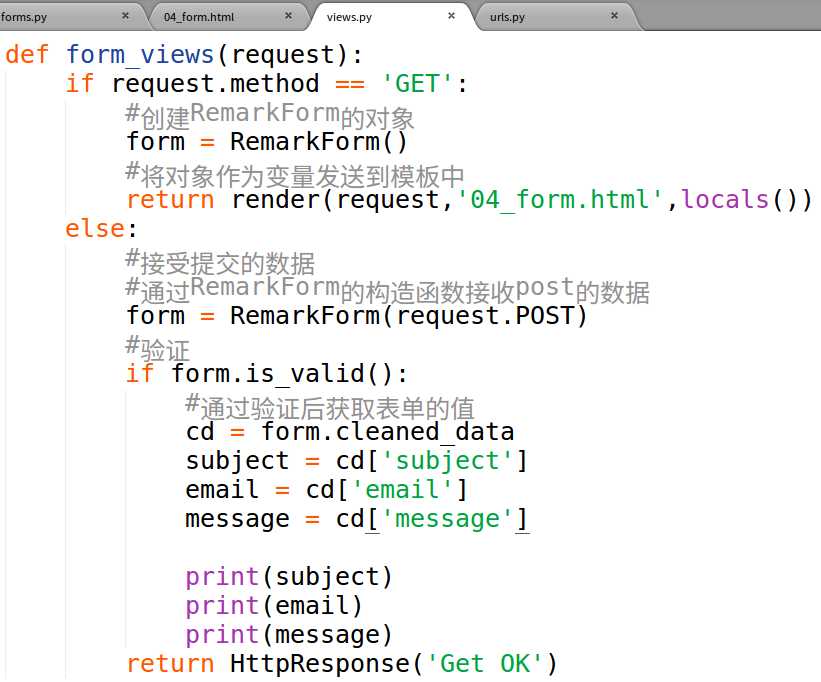 forms.py × 04_form.html × views.py × urls.py ×
def form_views(request):
    if request.method == 'GET':
        #创建RemarkForm的对象
        form = RemarkForm()
        #将对象作为变量发送到模板中
        return render(request,'04_form.html',locals())
    else:
        #接受提交的数据
        #通过RemarkForm的构造函数接收post的数据
        form = RemarkForm(request.POST)
        #验证
        if form.is_valid():
            #通过验证后获取表单的值
            cd = form.cleaned_data
            subject = cd['subject']
            email = cd['email']
            message = cd['message']
            print(subject)
            print(email)
            print(message)
        return HttpResponse('Get OK')